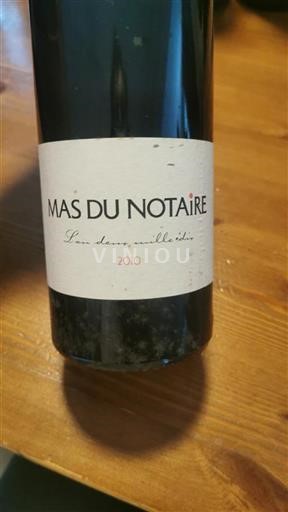 MAS DU NOTAiRE
L'an deux mille dix
VINIOU
2010